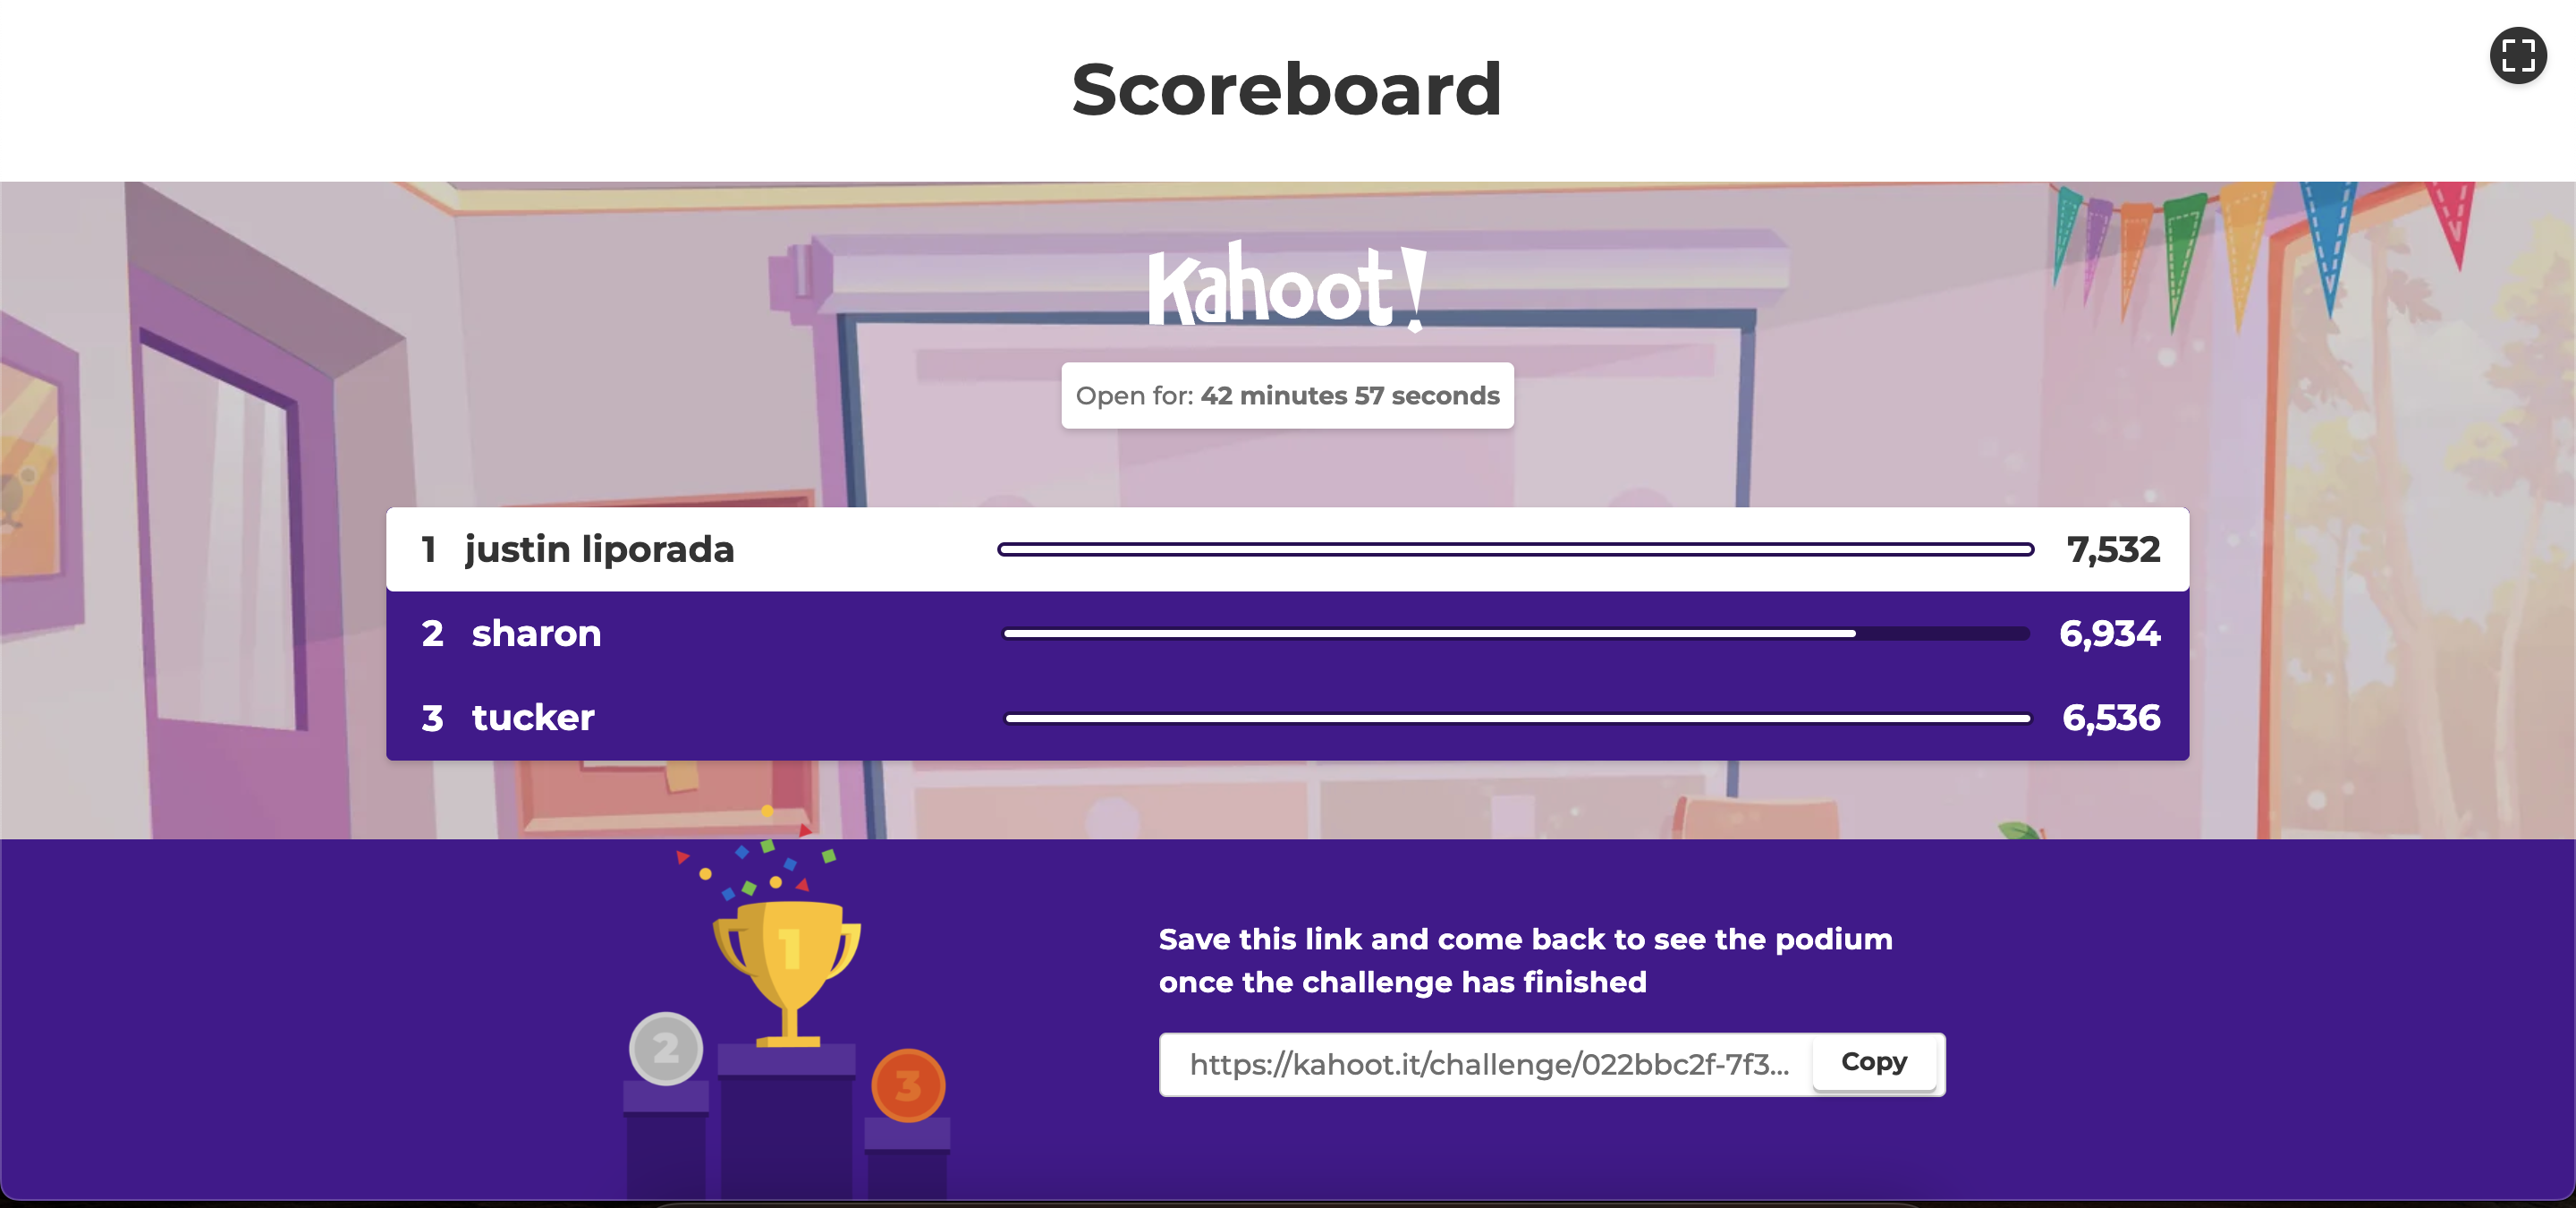 Scoreboard
Kahoot!
Open for: 42 minutes 57 seconds
1 justin liporada 7,532
2 sharon 6,934
3 tucker 6,536
1
2
3
Save this link and come back to see the podium
once the challenge has finished
https://kahoot.it/challenge/022bbc2f-7f3... Copy